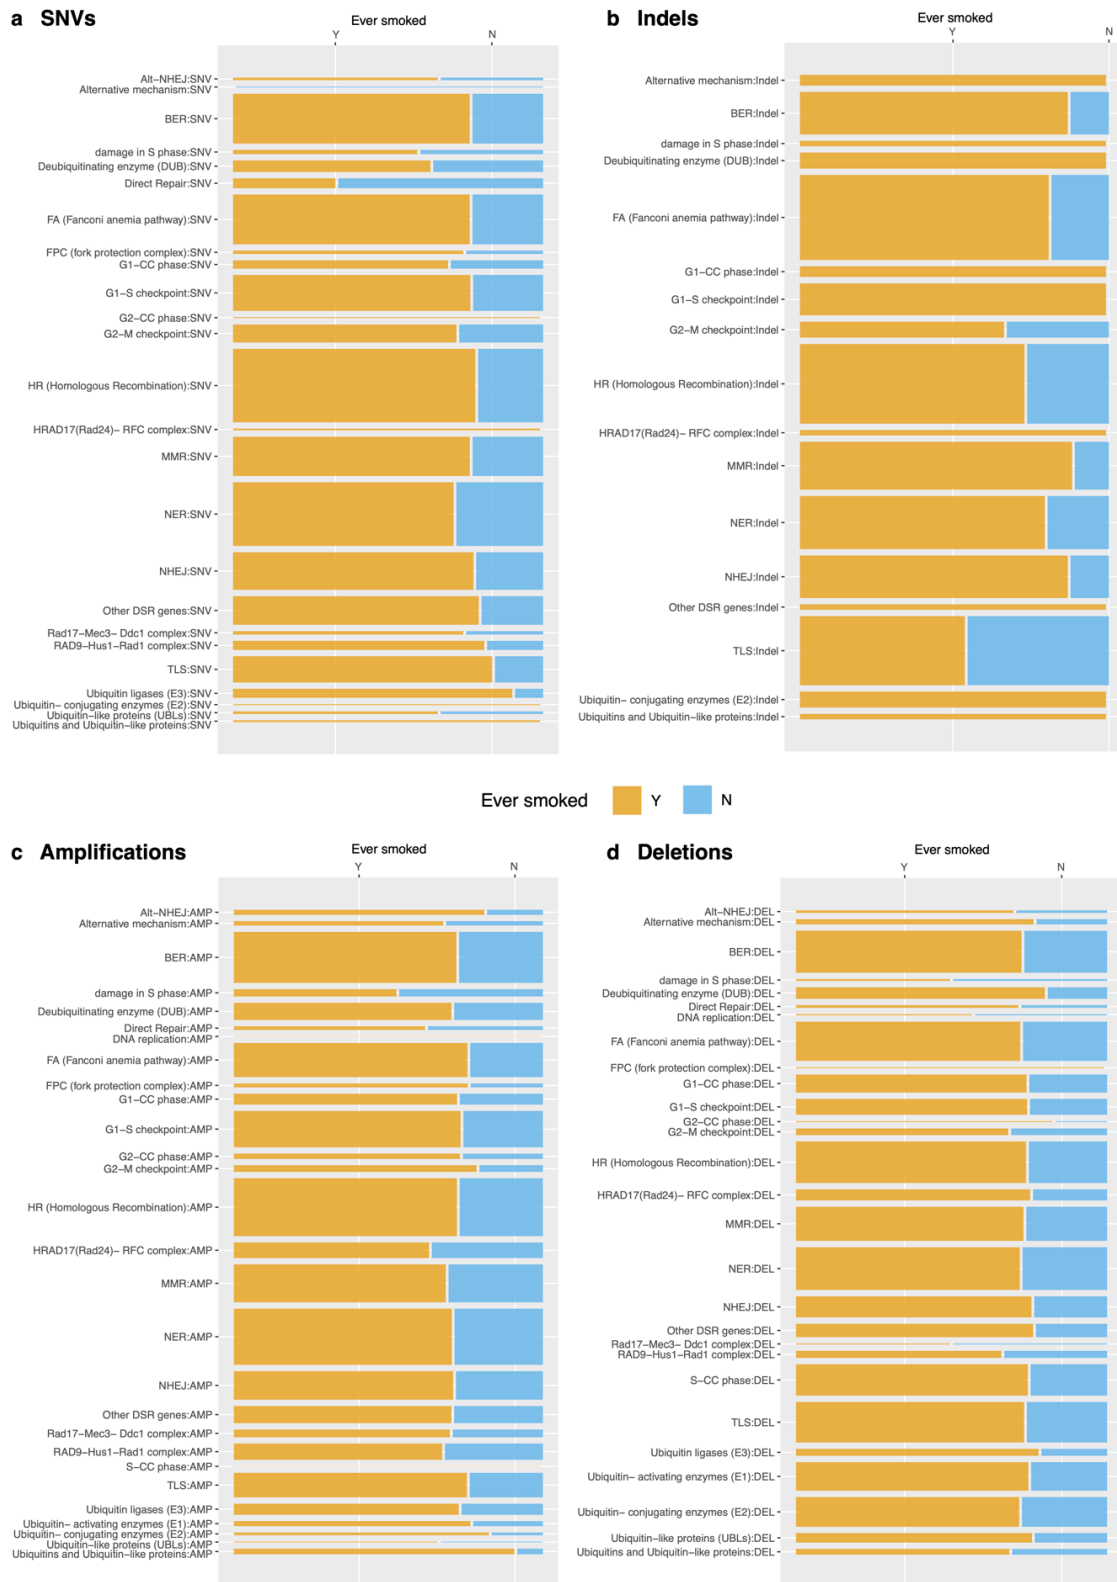 a SNVs
Ever smoked
Y N
Alt−NHEJ:SNV
Alternative mechanism:SNV
BER:SNV
damage in S phase:SNV
Deubiquitinating enzyme (DUB):SNV
Direct Repair:SNV
FA (Fanconi anemia pathway):SNV
FPC (fork protection complex):SNV
G1−CC phase:SNV
G1−S checkpoint:SNV
G2−CC phase:SNV
G2−M checkpoint:SNV
HR (Homologous Recombination):SNV
HRAD17(Rad24)− RFC complex:SNV
MMR:SNV
NER:SNV
NHEJ:SNV
Other DSR genes:SNV
Rad17−Mec3− Ddc1 complex:SNV
RAD9−Hus1−Rad1 complex:SNV
TLS:SNV
Ubiquitin ligases (E3):SNV
Ubiquitin− conjugating enzymes (E2):SNV
Ubiquitin−like proteins (UBLs):SNV
Ubiquitins and Ubiquitin−like proteins:SNV
b Indels
Ever smoked
Y N
Alternative mechanism:Indel
BER:Indel
damage in S phase:Indel
Deubiquitinating enzyme (DUB):Indel
FA (Fanconi anemia pathway):Indel
G1−CC phase:Indel
G1−S checkpoint:Indel
G2−M checkpoint:Indel
HR (Homologous Recombination):Indel
HRAD17(Rad24)− RFC complex:Indel
MMR:Indel
NER:Indel
NHEJ:Indel
Other DSR genes:Indel
TLS:Indel
Ubiquitin− conjugating enzymes (E2):Indel
Ubiquitins and Ubiquitin−like proteins:Indel
Ever smoked Y N
c Amplifications
Ever smoked
Y N
Alt−NHEJ:AMP
Alternative mechanism:AMP
BER:AMP
damage in S phase:AMP
Deubiquitinating enzyme (DUB):AMP
Direct Repair:AMP
DNA replication:AMP
FA (Fanconi anemia pathway):AMP
FPC (fork protection complex):AMP
G1−CC phase:AMP
G1−S checkpoint:AMP
G2−CC phase:AMP
G2−M checkpoint:AMP
HR (Homologous Recombination):AMP
HRAD17(Rad24)− RFC complex:AMP
MMR:AMP
NER:AMP
NHEJ:AMP
Other DSR genes:AMP
Rad17−Mec3− Ddc1 complex:AMP
RAD9−Hus1−Rad1 complex:AMP
S−CC phase:AMP
TLS:AMP
Ubiquitin ligases (E3):AMP
Ubiquitin− activating enzymes (E1):AMP
Ubiquitin− conjugating enzymes (E2):AMP
Ubiquitin−like proteins (UBLs):AMP
Ubiquitins and Ubiquitin−like proteins:AMP
d Deletions
Ever smoked
Y N
Alt−NHEJ:DEL
Alternative mechanism:DEL
BER:DEL
damage in S phase:DEL
Deubiquitinating enzyme (DUB):DEL
Direct Repair:DEL
DNA replication:DEL
FA (Fanconi anemia pathway):DEL
FPC (fork protection complex):DEL
G1−CC phase:DEL
G1−S checkpoint:DEL
G2−CC phase:DEL
G2−M checkpoint:DEL
HR (Homologous Recombination):DEL
HRAD17(Rad24)− RFC complex:DEL
MMR:DEL
NER:DEL
NHEJ:DEL
Other DSR genes:DEL
Rad17−Mec3− Ddc1 complex:DEL
RAD9−Hus1−Rad1 complex:DEL
S−CC phase:DEL
TLS:DEL
Ubiquitin ligases (E3):DEL
Ubiquitin− activating enzymes (E1):DEL
Ubiquitin− conjugating enzymes (E2):DEL
Ubiquitin−like proteins (UBLs):DEL
Ubiquitins and Ubiquitin−like proteins:DEL